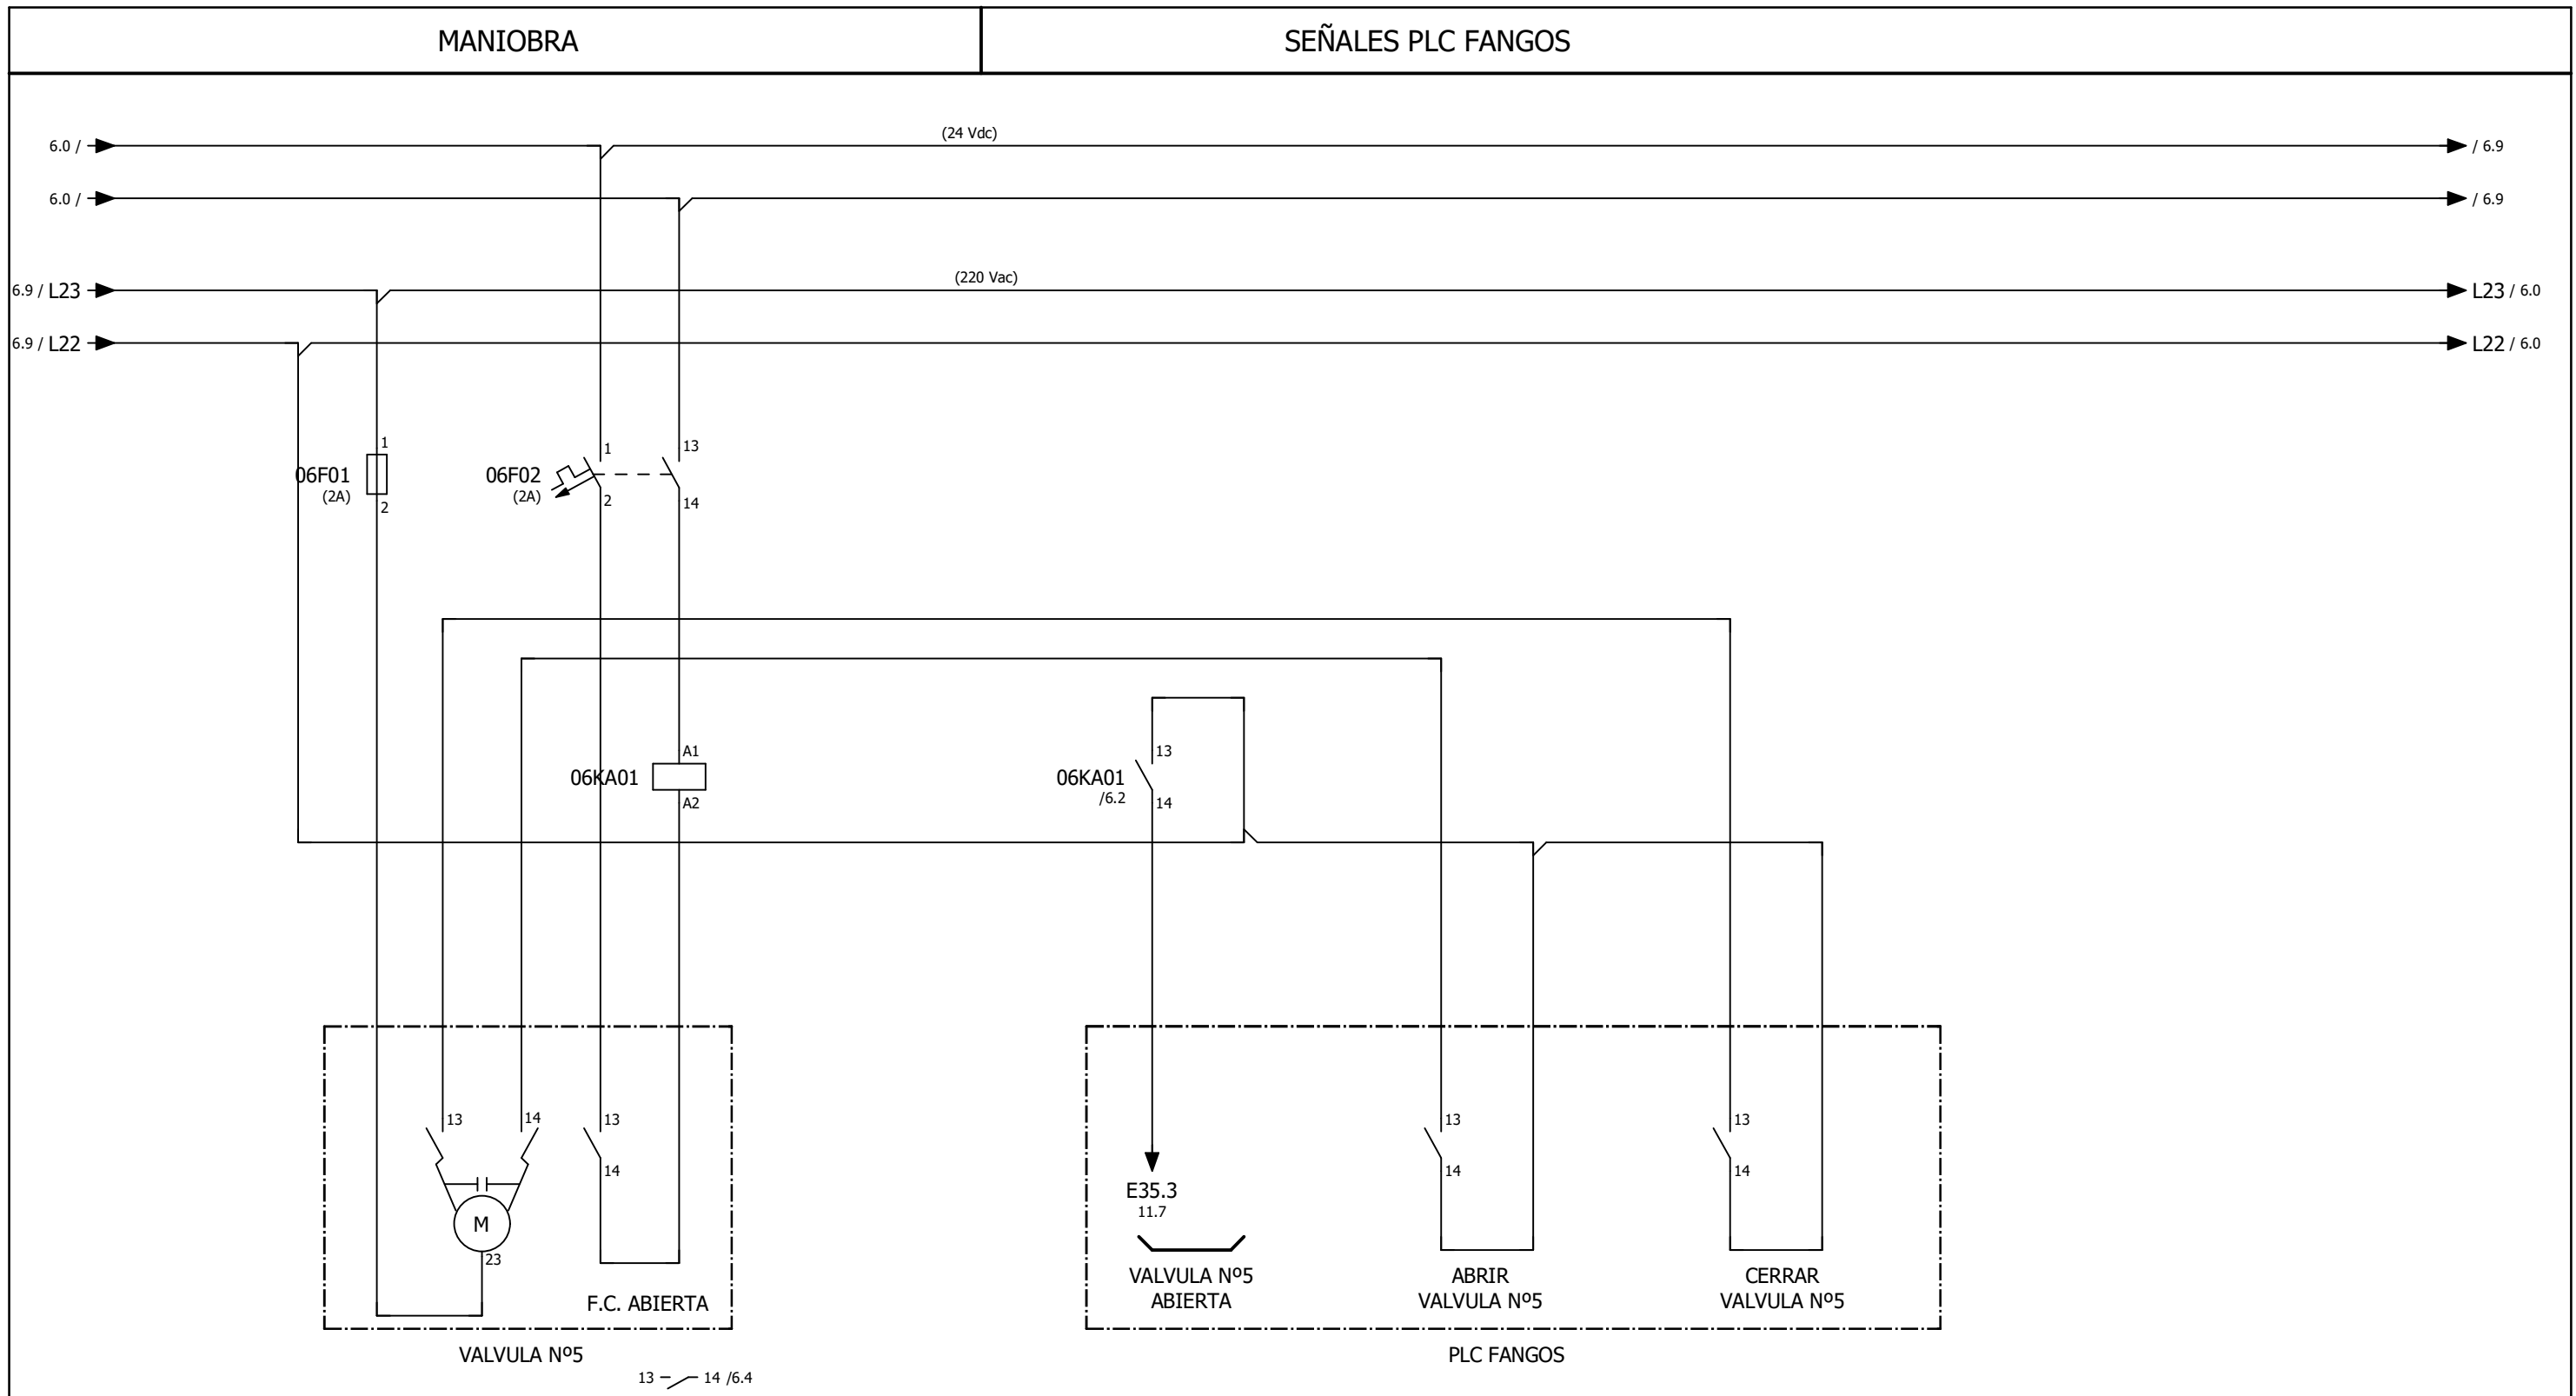 MANIOBRA
SEÑALES PLC FANGOS
(24 Vdc)
6.0 /
/ 6.9
6.0 /
/ 6.9
(220 Vac)
6.9 / L23
L23 / 6.0
6.9 / L22
L22 / 6.0
1
06F01
(2A)
2
1
13
06F02
(2A)
2
14
A1
06KA01
A2
13
06KA01
/6.2
14
13
14
13
14
M
23
F.C. ABIERTA
VALVULA Nº5
13
14 /6.4
E35.3
11.7
VALVULA Nº5
ABIERTA
13
14
ABRIR
VALVULA Nº5
13
14
CERRAR
VALVULA Nº5
PLC FANGOS